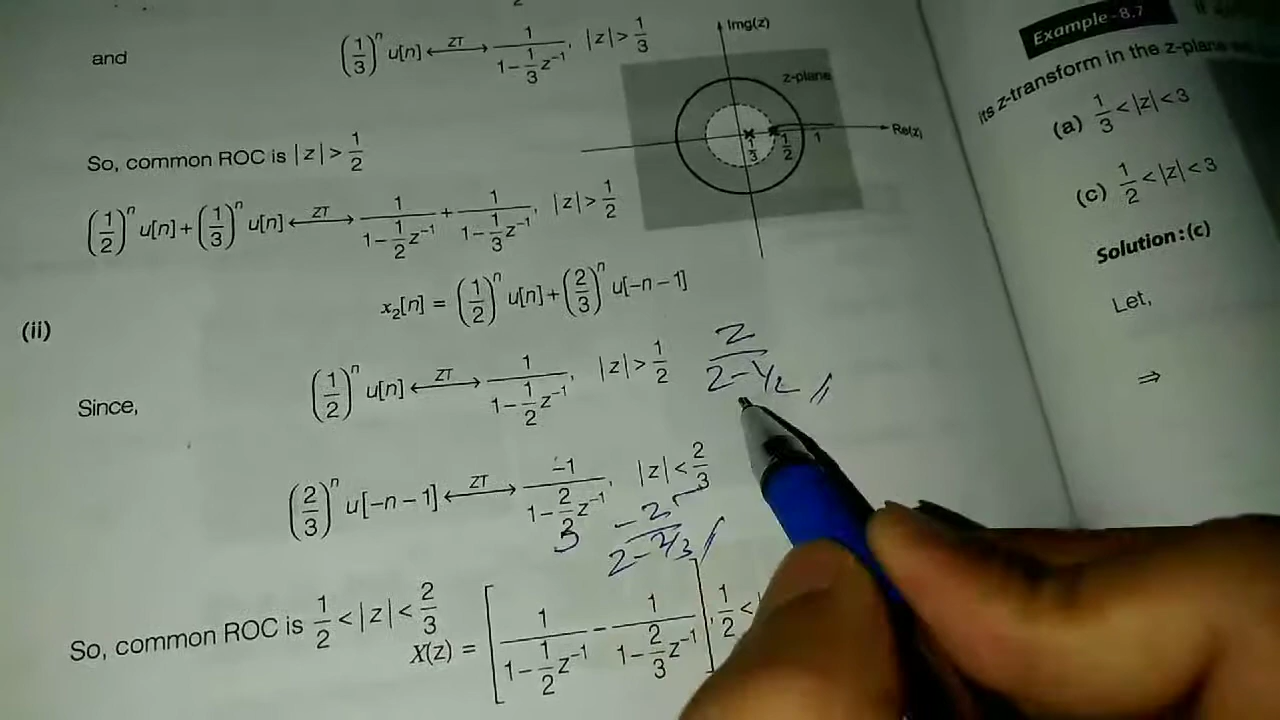 and (1/3)^n u[n] ⟷ZT 1/(1-1/3 z^-1), |z| > 1/3
Img(z)
z-plane
1/3 1/2 1 Re(z)
So, common ROC is |z| > 1/2
(1/2)^n u[n] + (1/3)^n u[n] ⟷ZT 1/(1-1/2 z^-1) + 1/(1-1/3 z^-1), |z| > 1/2
(ii) x2[n] = (1/2)^n u[n] + (2/3)^n u[-n-1]
Since, (1/2)^n u[n] ⟷ZT 1/(1-1/2 z^-1), |z| > 1/2 z/(z-1/2) //
(2/3)^n u[-n-1] ⟷ZT -1/(1-2/3 z^-1), |z| < 2/3
3 -z/(z-2/3) //
So, common ROC is 1/2 < |z| < 2/3
X(z) = [1/(1-1/2 z^-1) - 1/(1-2/3 z^-1)], 1/2 <
Example - 8.7
Its z-transform in the z-plane
(a) 1/3 < |z| < 3
(c) 1/2 < |z| < 3
Solution : (c)
Let,
⇒